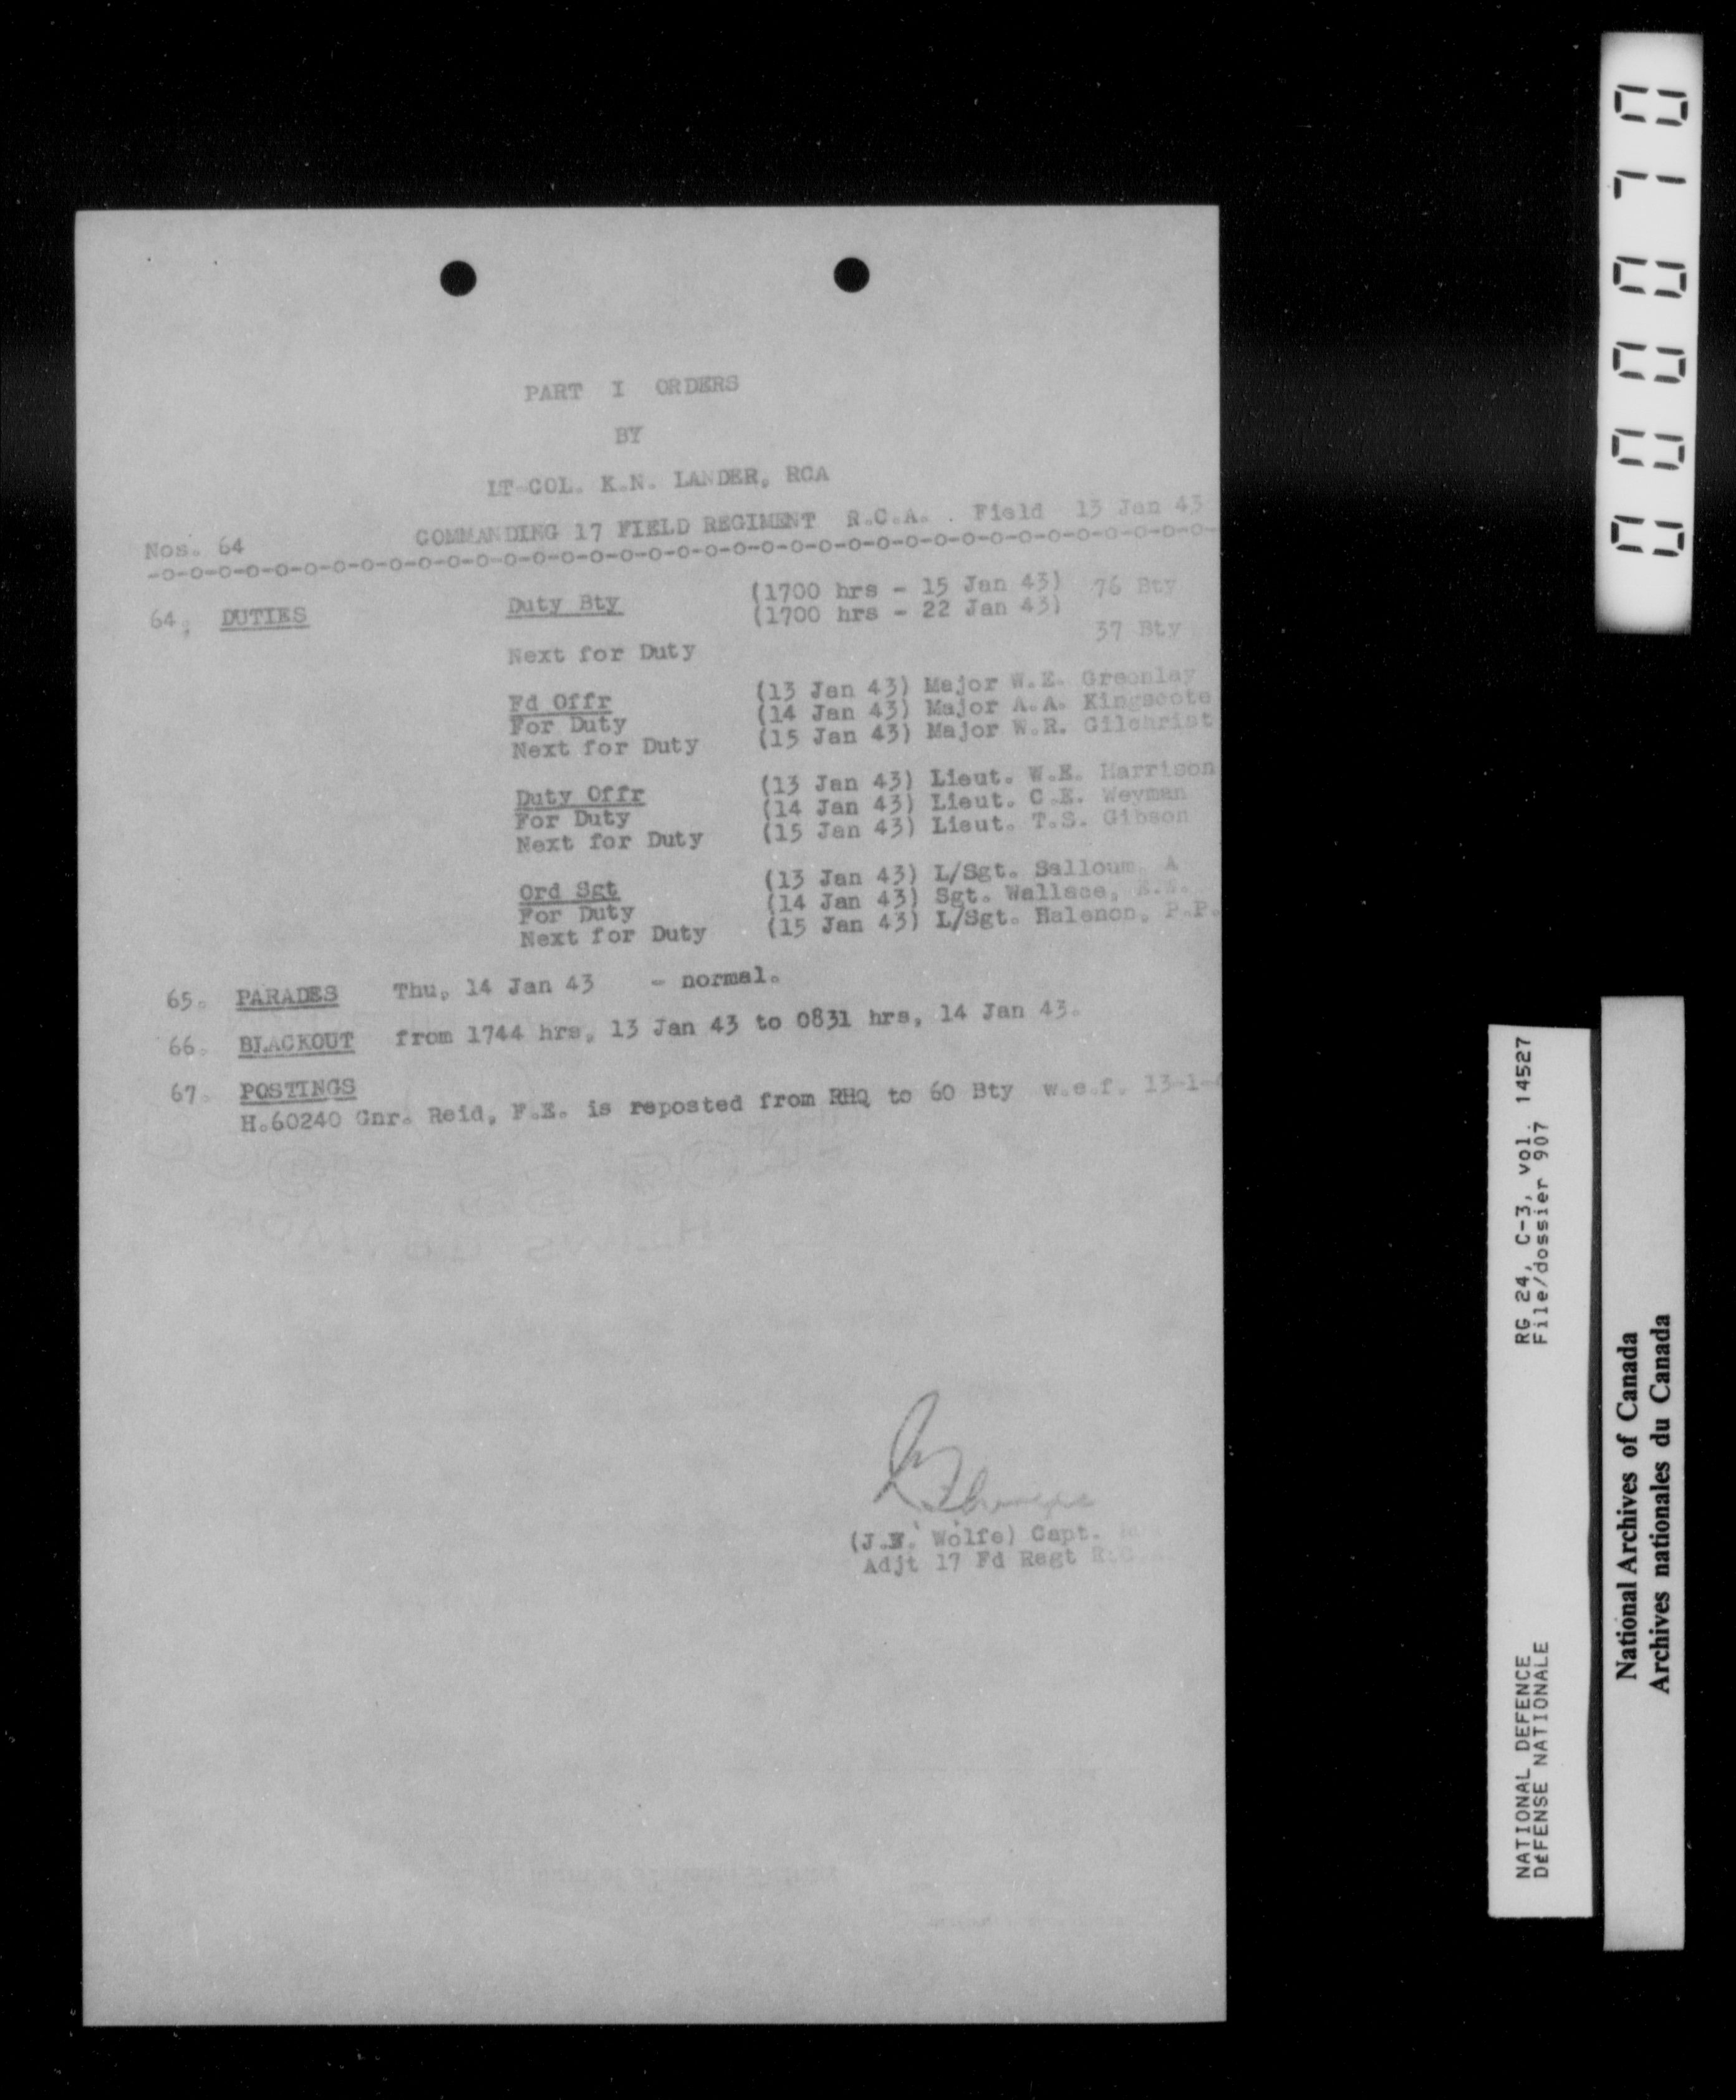 PART I ORDERS
BY
LT-COL. K.N. LANDER, RCA
Nos. 64 COMMANDING 17 FIELD REGIMENT R.C.A. . Field 13 Jan 43
-o-o-o-o-o-o-o-o-o-o-o-o-o-o-o-o-o-o-o-o-o-o-o-o-o-o-o-o-o-o-o-o-o-o-o-o-o-
64. DUTIES Duty Bty (1700 hrs - 15 Jan 43) 76 Bty
(1700 hrs - 22 Jan 43)
Next for Duty 37 Bty
Fd Offr (13 Jan 43) Major W.E. Greenlay
For Duty (14 Jan 43) Major A.A. Kingscote
Next for Duty (15 Jan 43) Major W.R. Gilchrist
Duty Offr (13 Jan 43) Lieut. W.E. Harrison
For Duty (14 Jan 43) Lieut. C.E. Weyman
Next for Duty (15 Jan 43) Lieut. T.S. Gibson
Ord Sgt (13 Jan 43) L/Sgt. Salloum, A
For Duty (14 Jan 43) Sgt. Wallace,
Next for Duty (15 Jan 43) L/Sgt. Halenop, P.P.
65. PARADES Thu, 14 Jan 43 - normal.
66. BLACKOUT from 1744 hrs, 13 Jan 43 to 0831 hrs, 14 Jan 43.
67. POSTINGS
H.60240 Gnr. Reid, F.E. is reposted from RHQ to 60 Bty w.e.f. 13-1-
Wolfe) Capt.
Adjt 17 Fd Regt
000070
RG 24, C-3, vol. 14527
File/dossier 907
NATIONAL DEFENCE
DÉFENSE NATIONALE
National Archives of Canada
Archives nationales du Canada